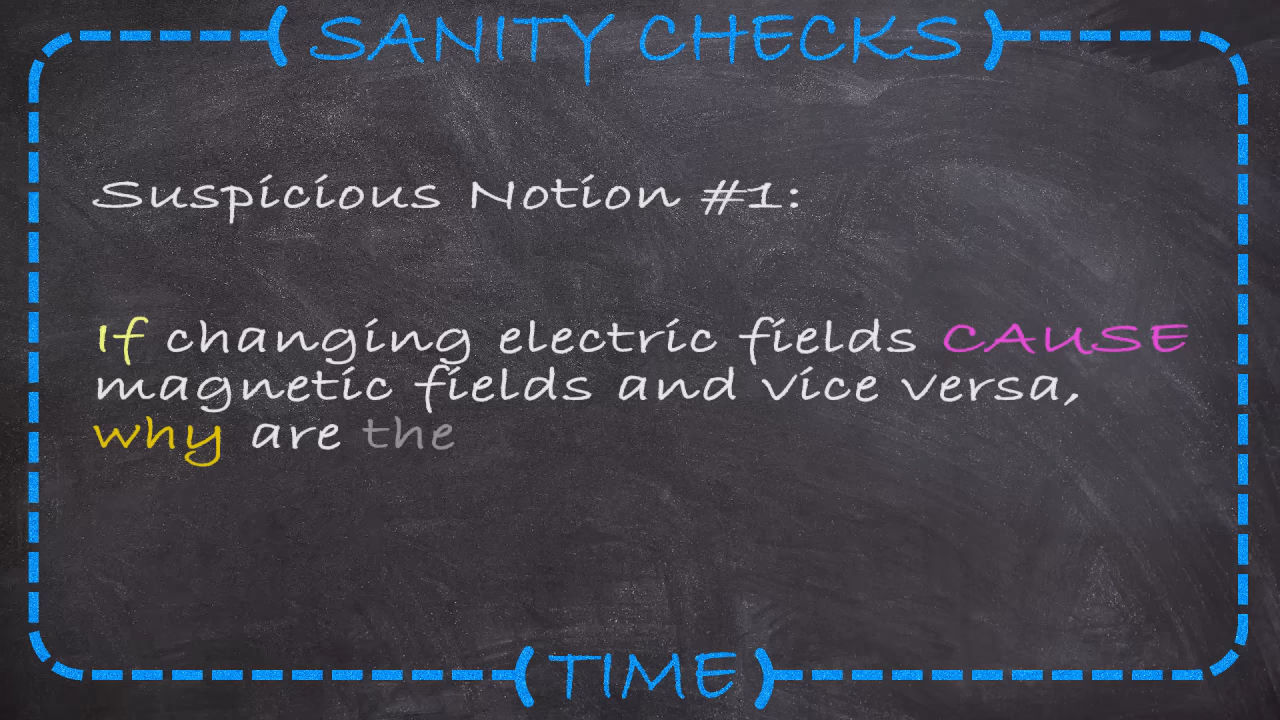 (SANITY CHECKS)
Suspicious Notion #1:
If changing electric fields CAUSE
magnetic fields and vice versa,
why are the
(TIME)